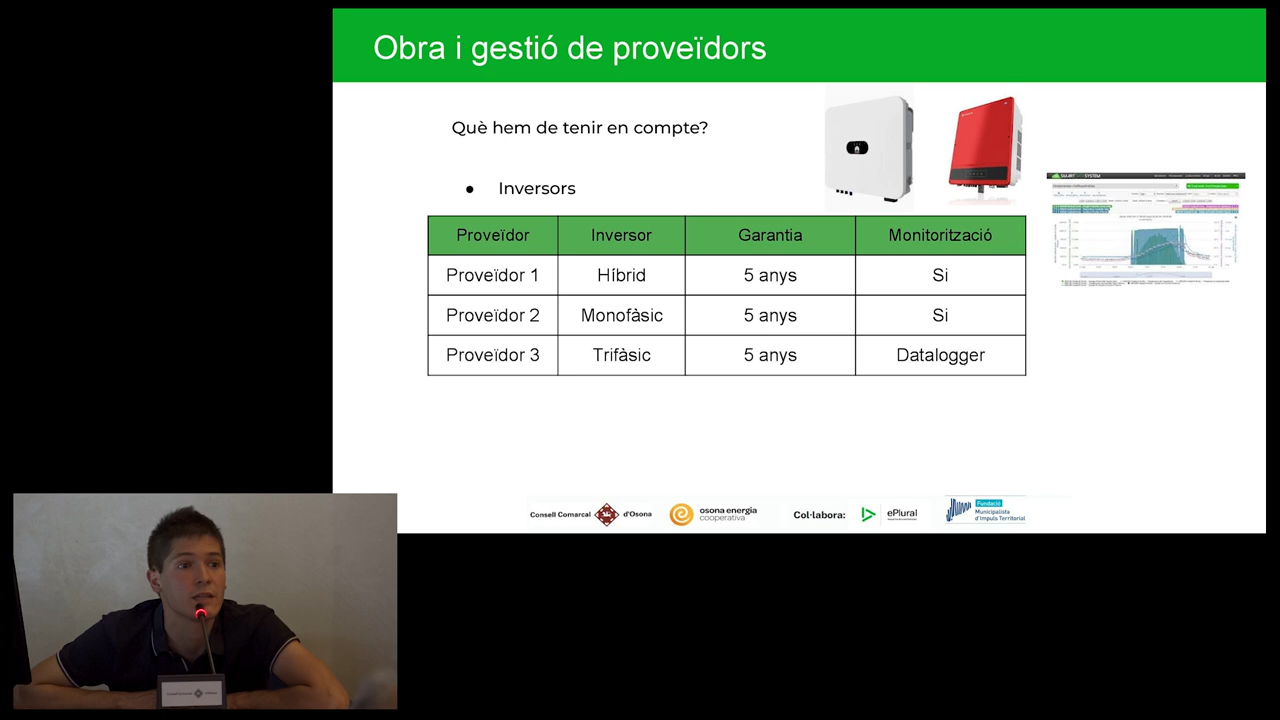 Obra i gestió de proveïdors
Què hem de tenir en compte?
● Inversors
Proveïdor Inversor Garantia Monitorització
Proveïdor 1 Híbrid 5 anys Si
Proveïdor 2 Monofàsic 5 anys Si
Proveïdor 3 Trifàsic 5 anys Datalogger
Consell Comarcal d'Osona
osona energia
cooperativa
Col·labora:
ePlural
Fundació
Municipalista
d'Impuls Territorial